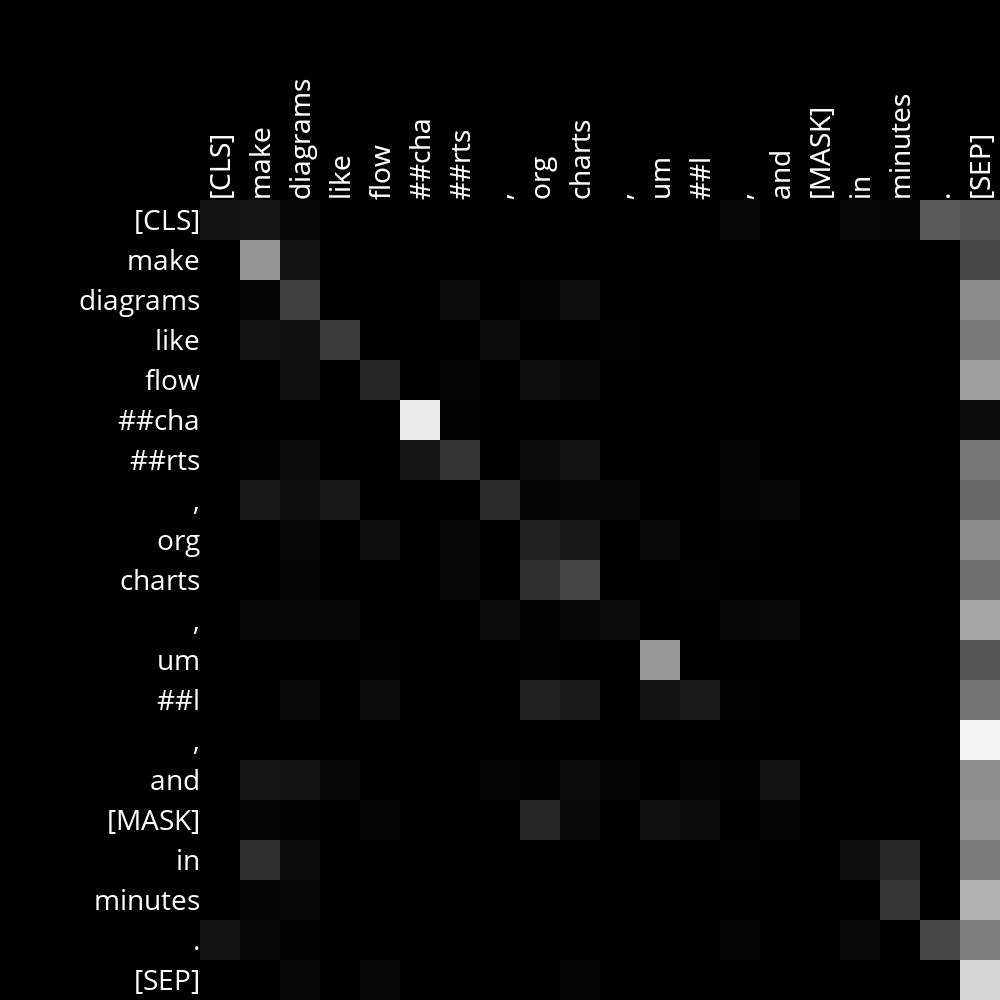 [CLS] make diagrams like flow ##cha ##rts , org charts , um ##l , and [MASK] in minutes . [SEP]
[CLS]
make
diagrams
like
flow
##cha
##rts
,
org
charts
,
um
##l
,
and
[MASK]
in
minutes
.
[SEP]